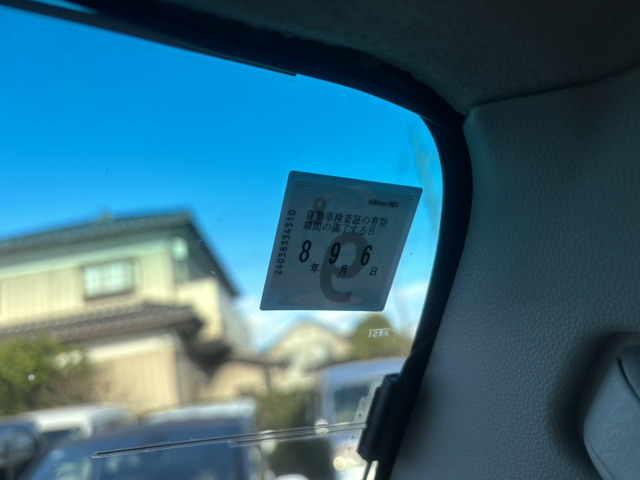 自動車検査証の有効
期間の満了する日
8年 9月 6日
24038334510